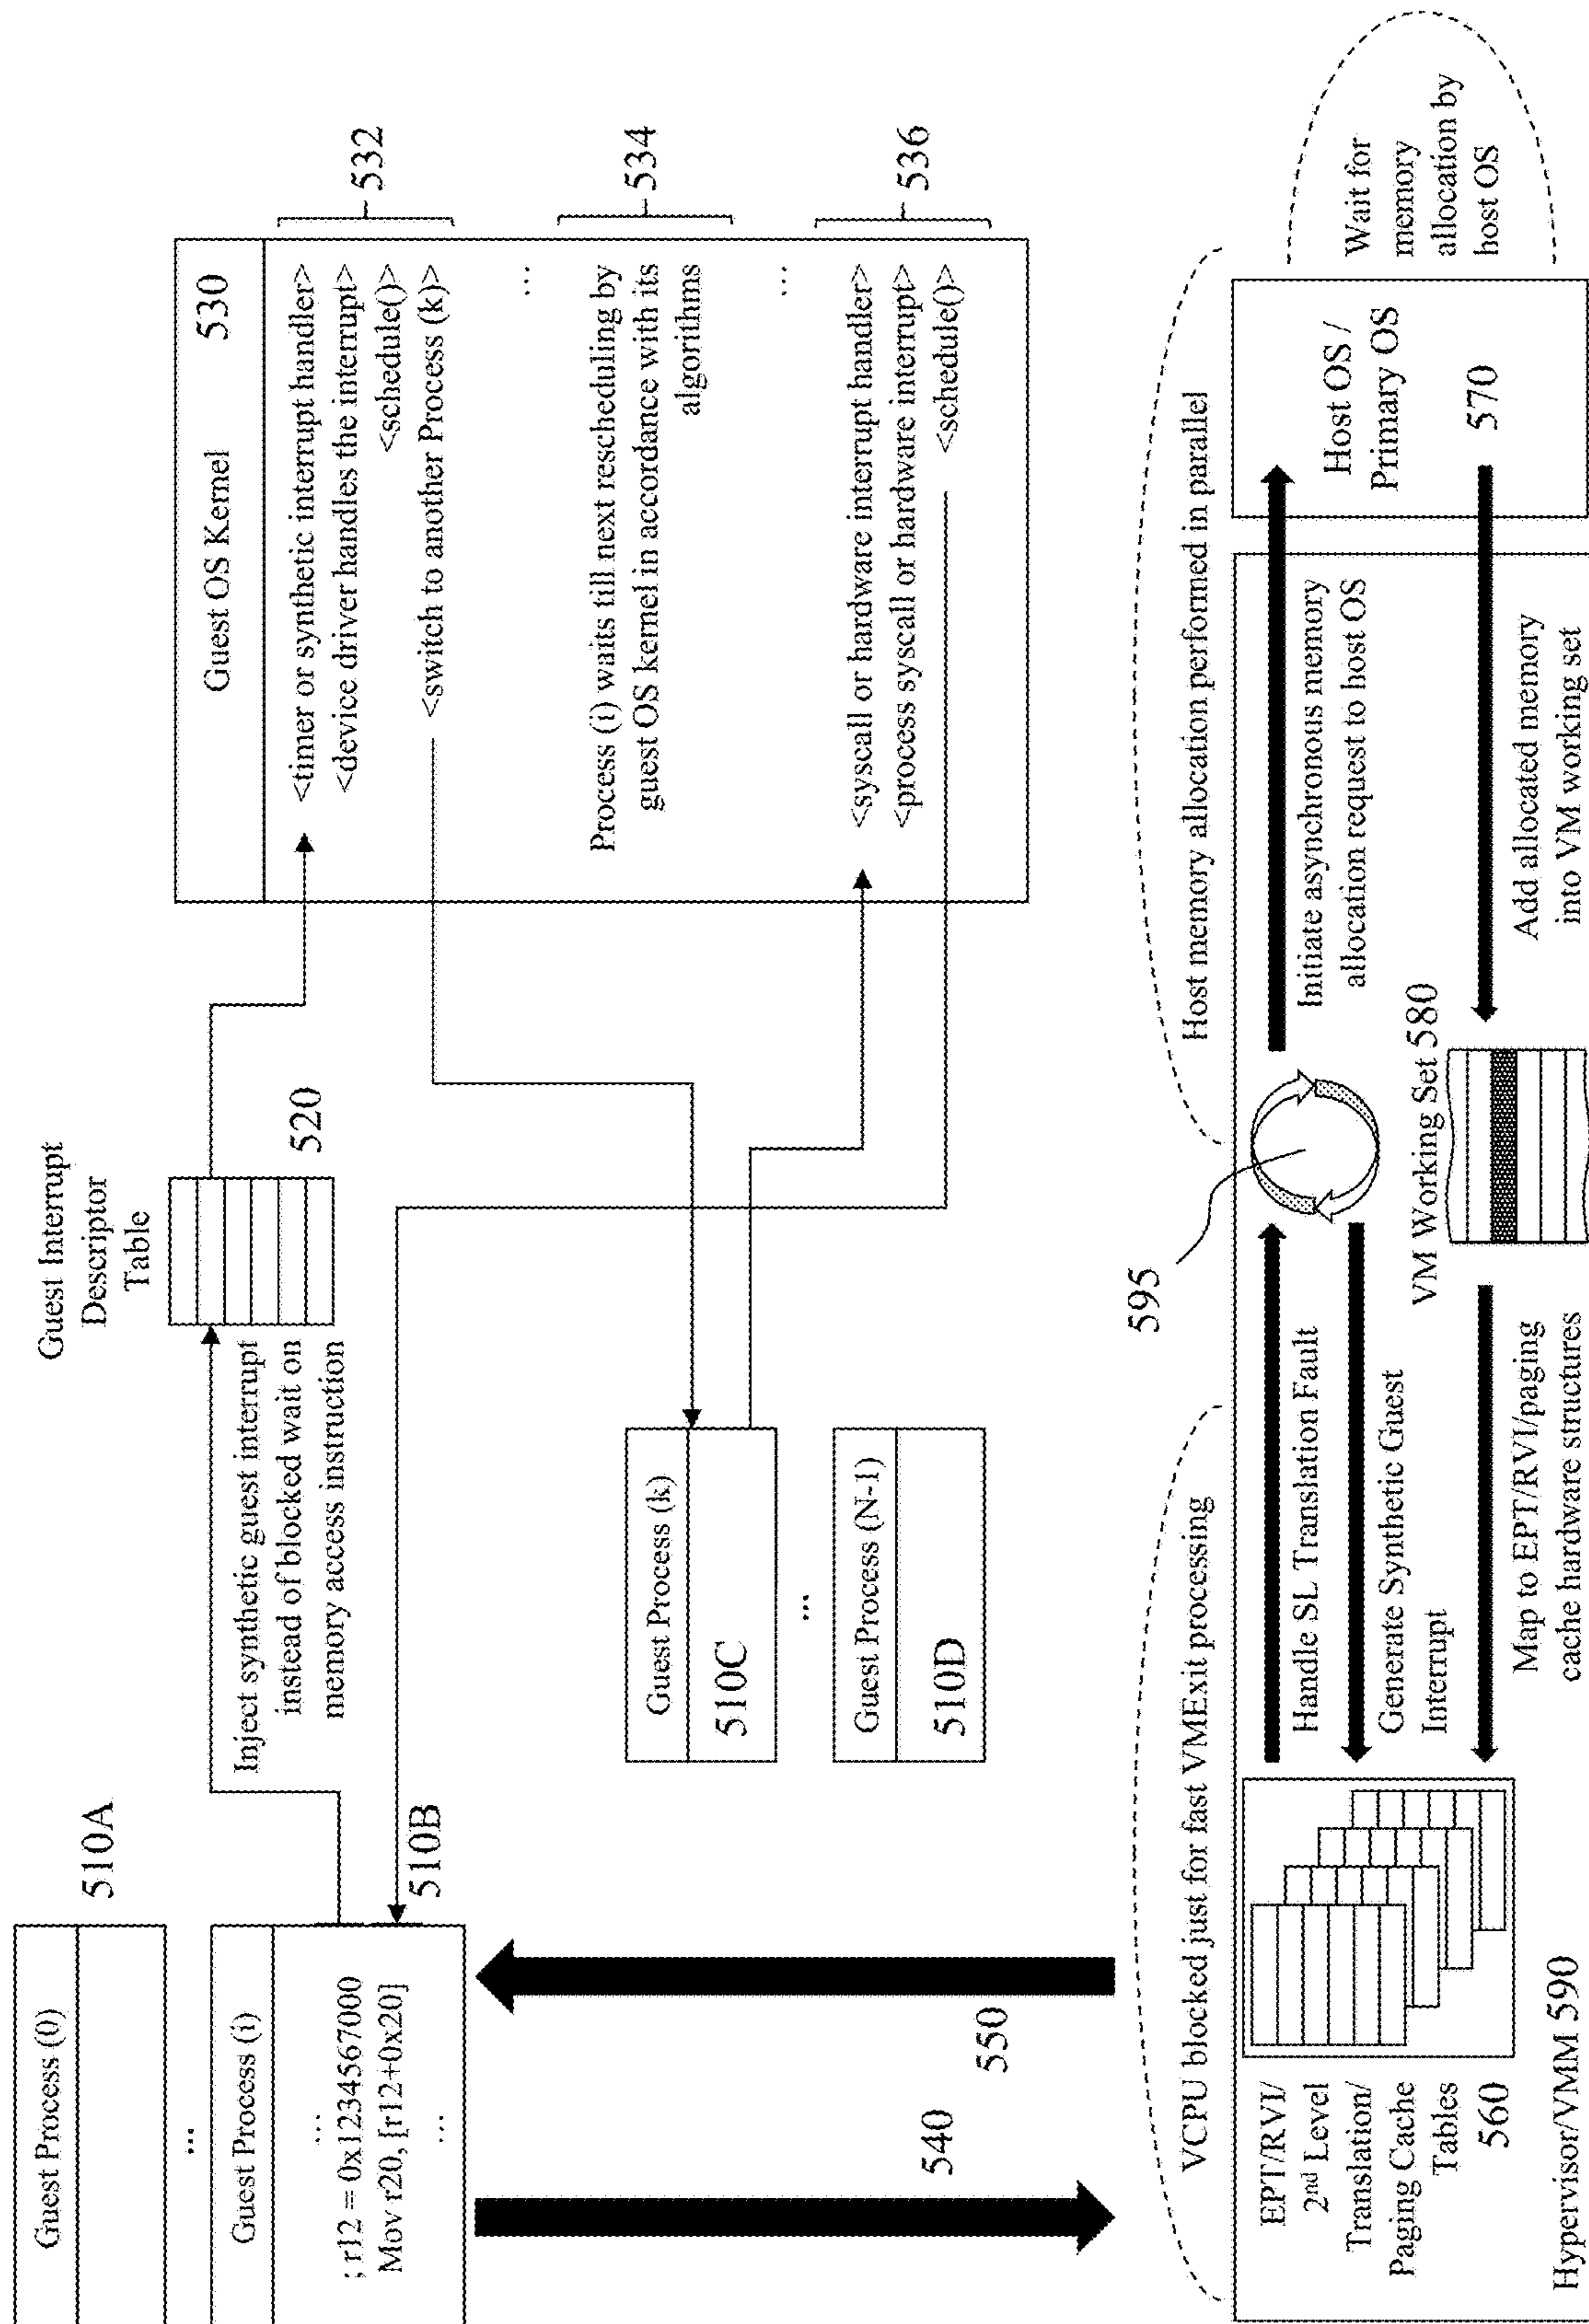 Guest Process (0)
510A
...
Guest Process (i)
...
; r12 = 0x1234567000
Mov r20, [r12+0x20]
...
510B
Inject synthetic guest interrupt
instead of blocked wait on
memory access instruction
Guest Interrupt
Descriptor
Table
520
Guest OS Kernel
530
<timer or synthetic interrupt handler>
<device driver handles the interrupt>
<schedule()>
<switch to another Process (k)>
...
Process (i) waits till next rescheduling by
guest OS kernel in accordance with its
algorithms
...
<syscall or hardware interrupt handler>
<process syscall or hardware interrupt>
<schedule()>
532
534
536
Guest Process (k)
510C
...
Guest Process (N-1)
510D
540
550
VCPU blocked just for fast VMExit processing
Host memory allocation performed in parallel
EPT/RVI/
2nd Level
Translation/
Paging Cache
Tables
560
Handle SL Translation Fault
Generate Synthetic Guest
Interrupt
Map to EPT/RVI/paging
cache hardware structures
595
VM Working Set 580
Initiate asynchronous memory
allocation request to host OS
Add allocated memory
into VM working set
Host OS /
Primary OS
570
Wait for
memory
allocation by
host OS
Hypervisor/VMM 590